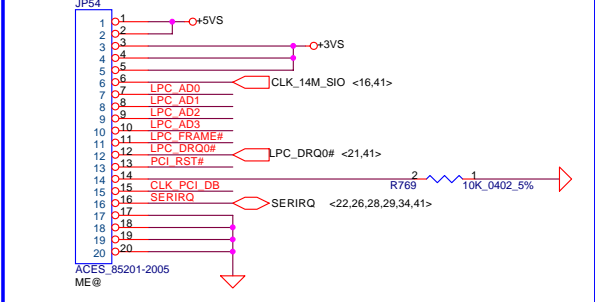 JP54
1 1 +5VS
2 2
3 3 +3VS
4 4
5 5
6 6 CLK_14M_SIO <16,41>
7 7 LPC_AD0
8 8 LPC_AD1
9 9 LPC_AD2
10 10 LPC_AD3
11 11 LPC_FRAME#
12 12 LPC_DRQ0# LPC_DRQ0# <21,41>
13 13 PCI_RST#
14 14 2 1
R769 10K_0402_5%
15 15 CLK_PCI_DB
16 16 SERIRQ SERIRQ <22,26,28,29,34,41>
17 17
18 18
19 19
20 20
ACES_85201-2005
ME@